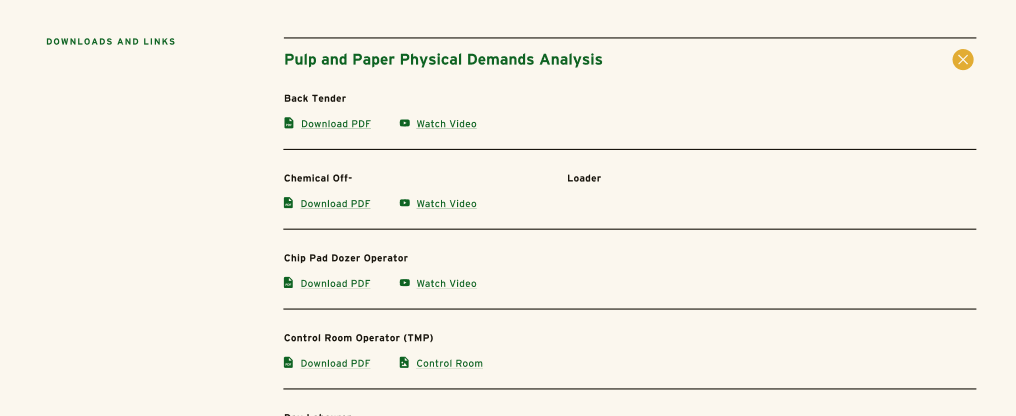 DOWNLOADS AND LINKS
Pulp and Paper Physical Demands Analysis
Back Tender
Download PDF Watch Video
Chemical Off- Loader
Download PDF Watch Video
Chip Pad Dozer Operator
Download PDF Watch Video
Control Room Operator (TMP)
Download PDF Control Room